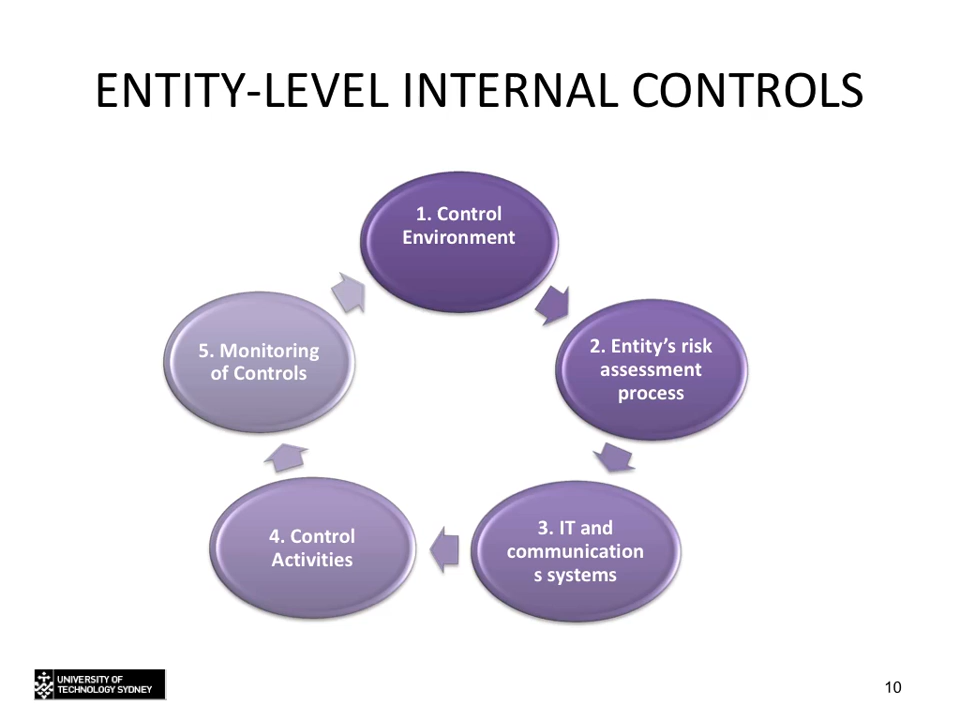 ENTITY-LEVEL INTERNAL CONTROLS
1. Control
Environment
2. Entity’s risk
assessment
process
3. IT and
communication
s systems
4. Control
Activities
5. Monitoring
of Controls
UNIVERSITY OF
TECHNOLOGY SYDNEY
10